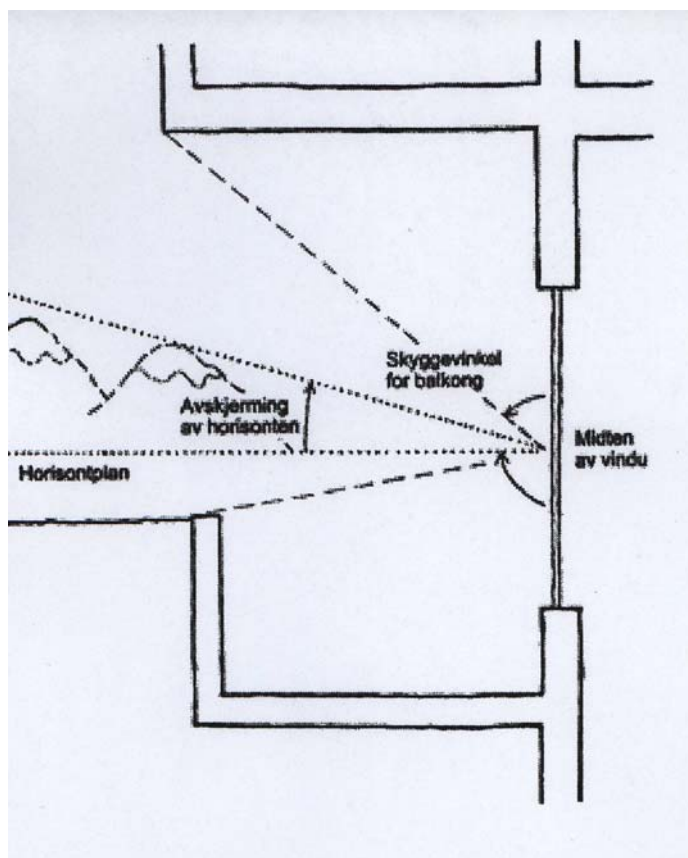 Skyggevinkel
for balkong
Avskjerming
av horisonten
Midten
av vindu
Horisontplan